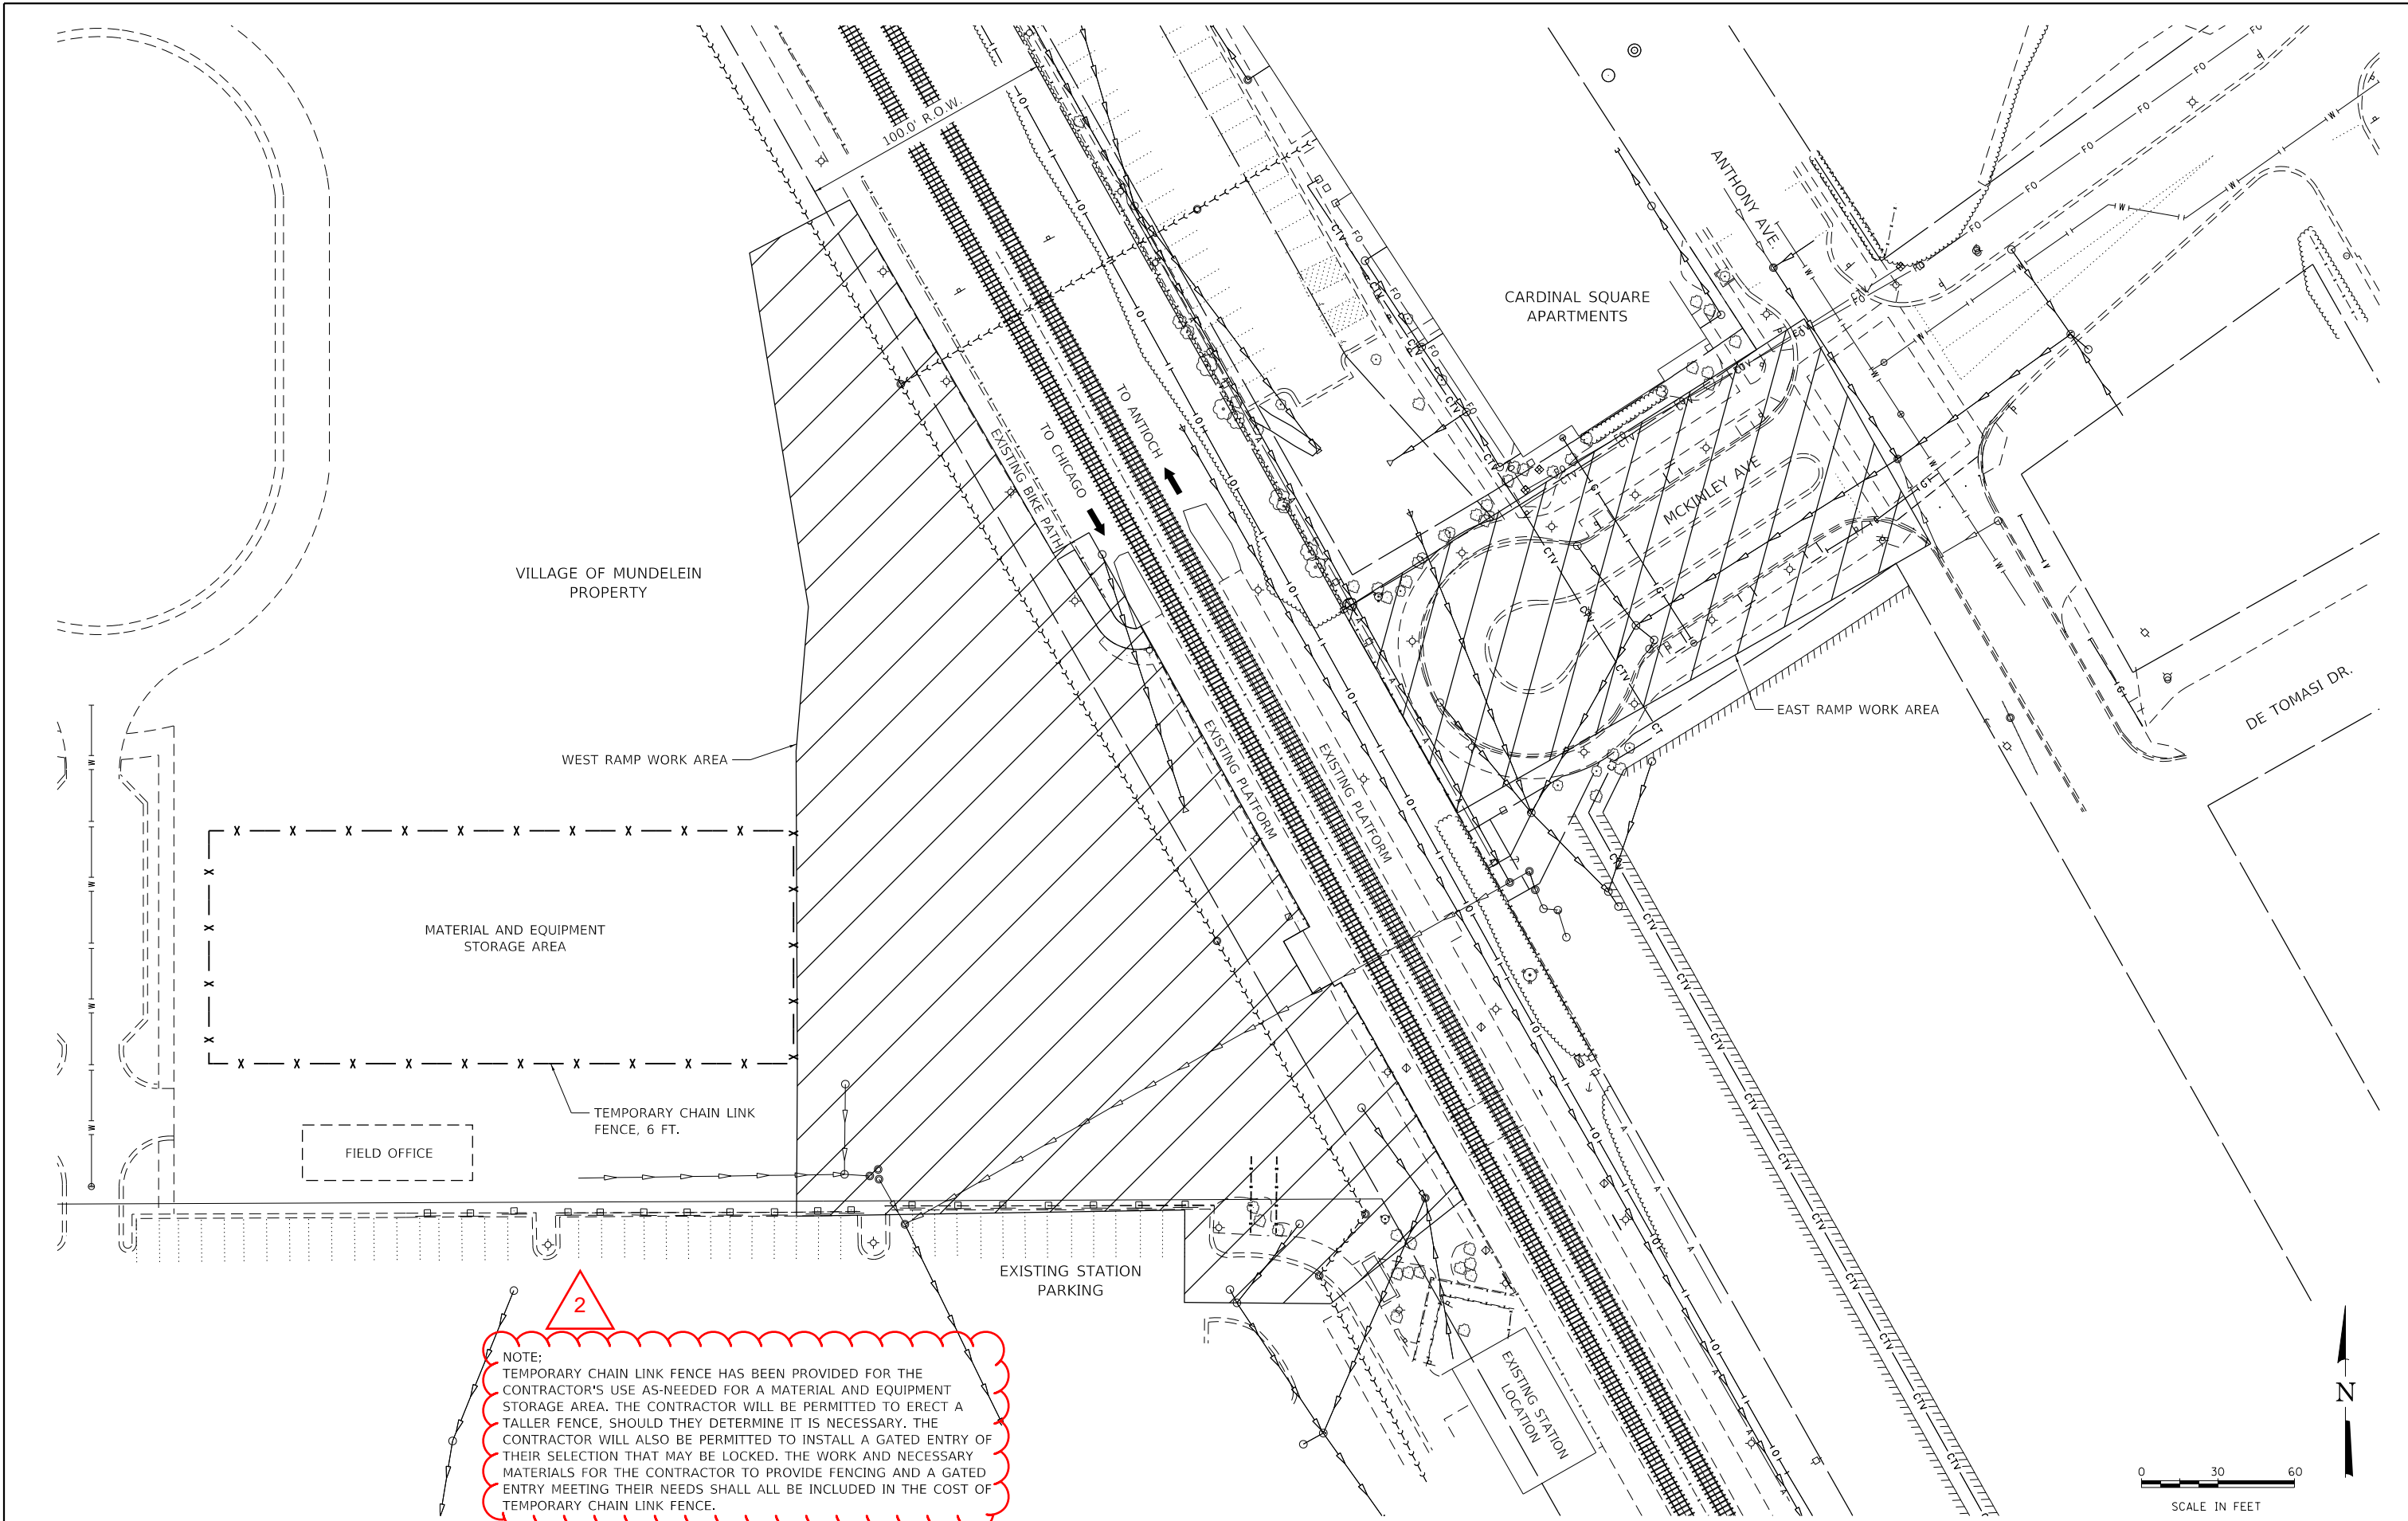 100.0' R.O.W.
ANTHONY AVE
CARDINAL SQUARE
APARTMENTS
TO ANTIOCH
TO CHICAGO
EXISTING BIKE PATH
MCKINLEY AVE
VILLAGE OF MUNDELEIN
PROPERTY
EAST RAMP WORK AREA
DE TOMASI DR.
WEST RAMP WORK AREA
EXISTING PLATFORM
EXISTING PLATFORM
MATERIAL AND EQUIPMENT
STORAGE AREA
TEMPORARY CHAIN LINK
FENCE, 6 FT.
FIELD OFFICE
EXISTING STATION
PARKING
2
NOTE;
TEMPORARY CHAIN LINK FENCE HAS BEEN PROVIDED FOR THE
CONTRACTOR'S USE AS-NEEDED FOR A MATERIAL AND EQUIPMENT
STORAGE AREA. THE CONTRACTOR WILL BE PERMITTED TO ERECT A
TALLER FENCE, SHOULD THEY DETERMINE IT IS NECESSARY. THE
CONTRACTOR WILL ALSO BE PERMITTED TO INSTALL A GATED ENTRY OF
THEIR SELECTION THAT MAY BE LOCKED. THE WORK AND NECESSARY
MATERIALS FOR THE CONTRACTOR TO PROVIDE FENCING AND A GATED
ENTRY MEETING THEIR NEEDS SHALL ALL BE INCLUDED IN THE COST OF
TEMPORARY CHAIN LINK FENCE.
EXISTING STATION
LOCATION
N
0 30 60
SCALE IN FEET